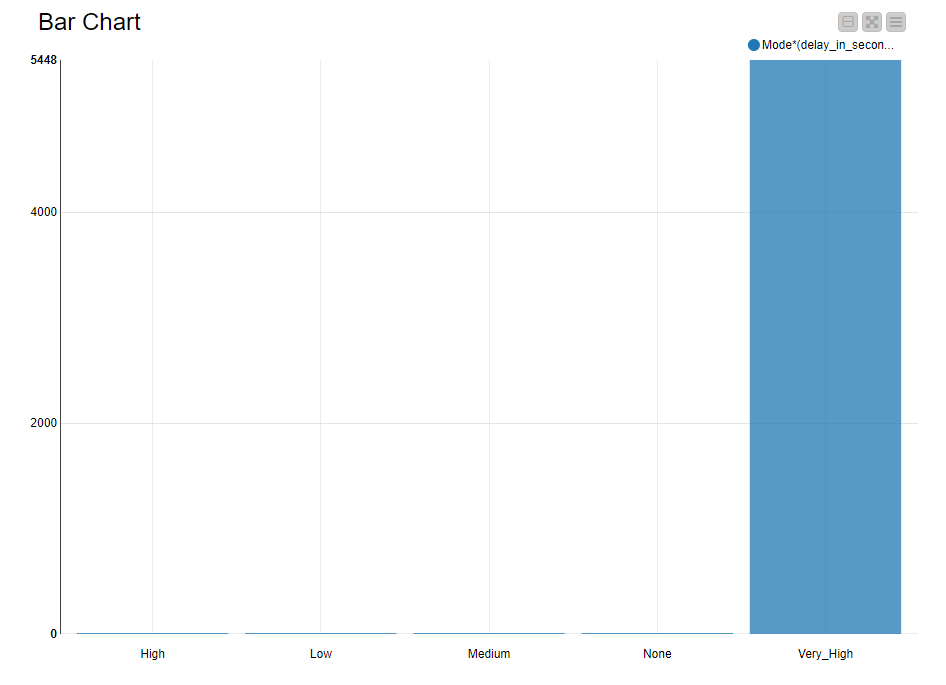 Bar Chart
Mode*(delay_in_secon...
5448
4000
2000
0
High Low Medium None Very_High